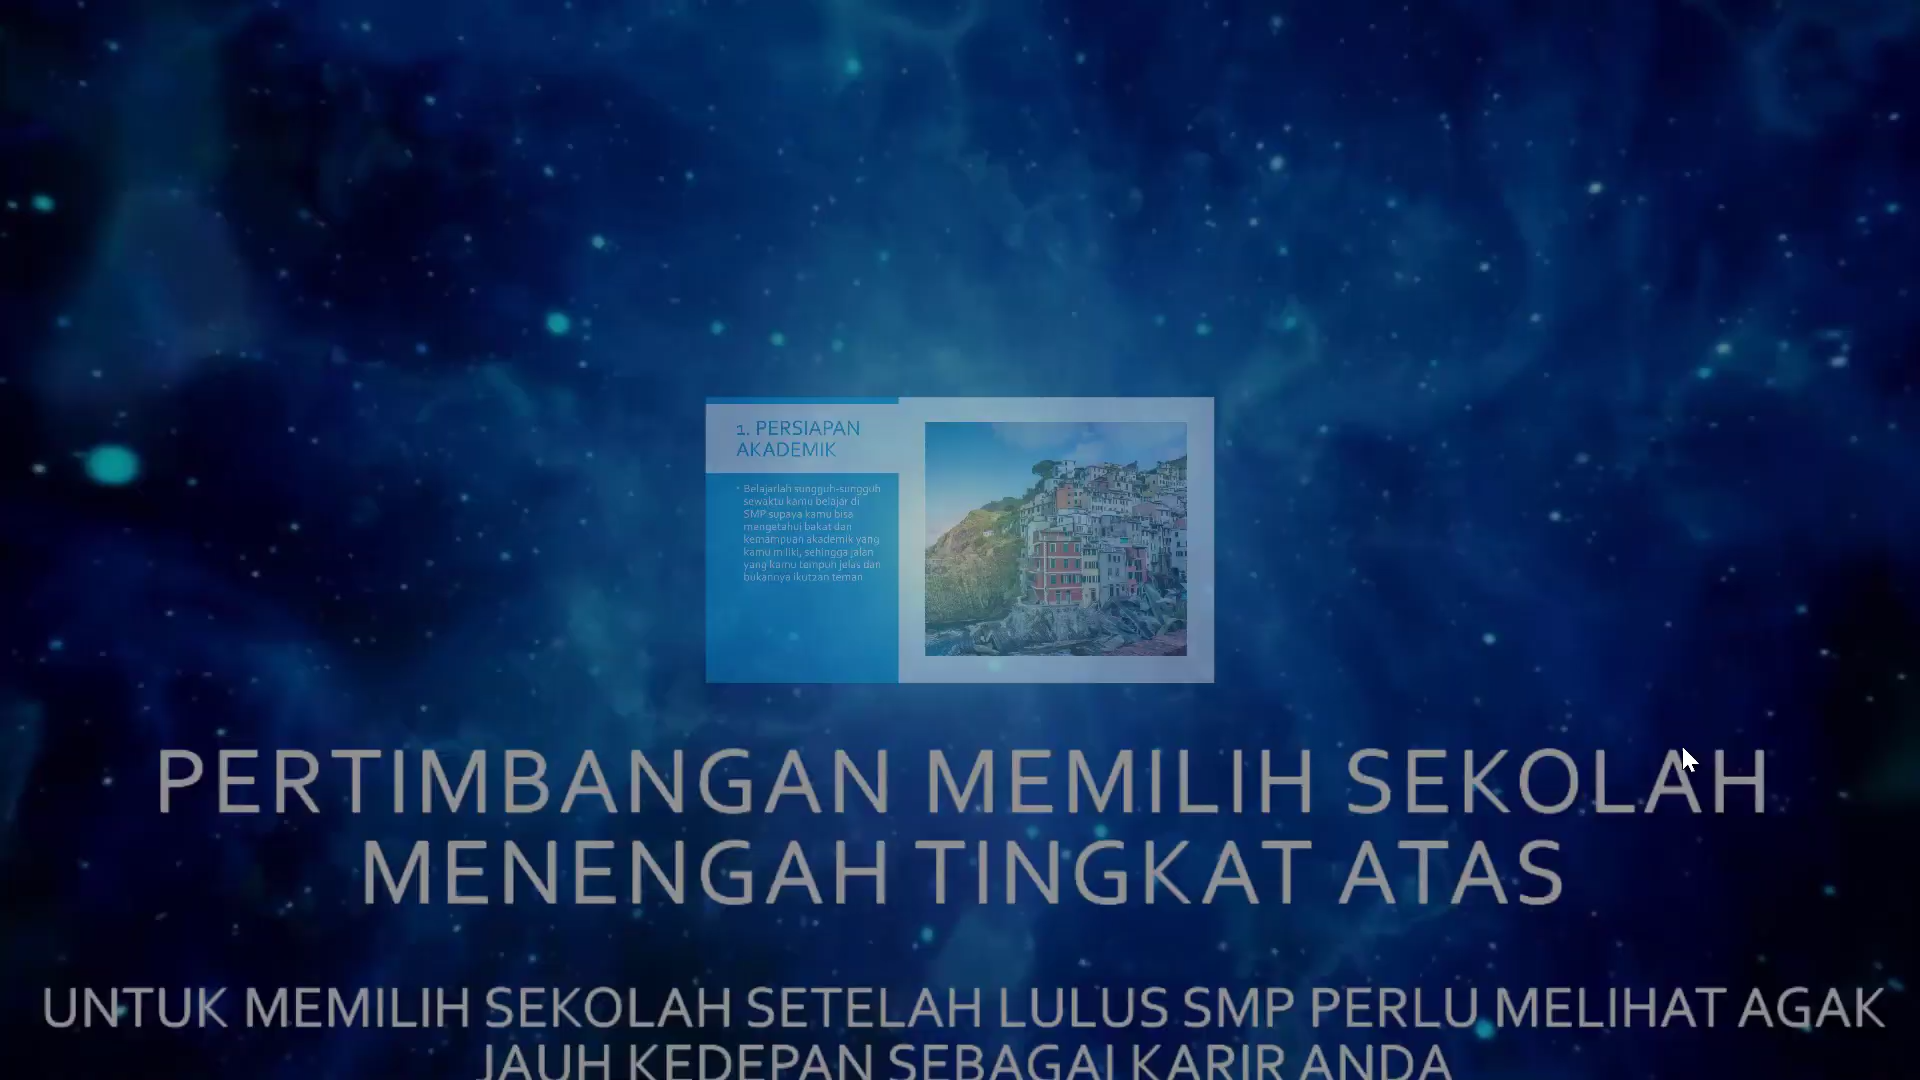 1. PERSIAPAN
AKADEMIK
• Belajarlah sungguh-sungguh
sewaktu kamu belajar di
SMP supaya kamu bisa
mengetahui bakat dan
kemampuan akademik yang
kamu miliki, sehingga jalan
yang kamu tempuh jelas dan
bukannya ikutzan teman
PERTIMBANGAN MEMILIH SEKOLAH
MENENGAH TINGKAT ATAS
UNTUK MEMILIH SEKOLAH SETELAH LULUS SMP PERLU MELIHAT AGAK
JAUH KEDEPAN SEBAGAI KARIR ANDA